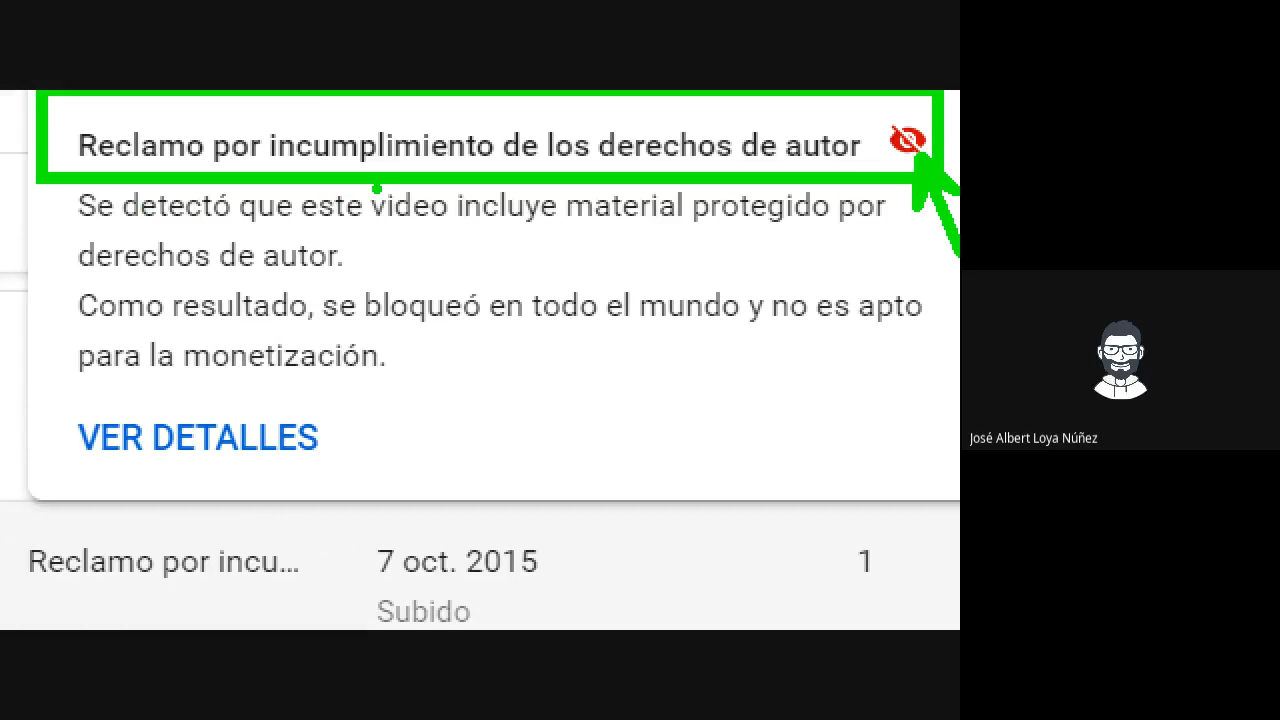 Reclamo por incumplimiento de los derechos de autor
Se detectó que este video incluye material protegido por
derechos de autor.
Como resultado, se bloqueó en todo el mundo y no es apto
para la monetización.
VER DETALLES
Reclamo por incu... 7 oct. 2015 1
Subido
José Albert Loya Núñez